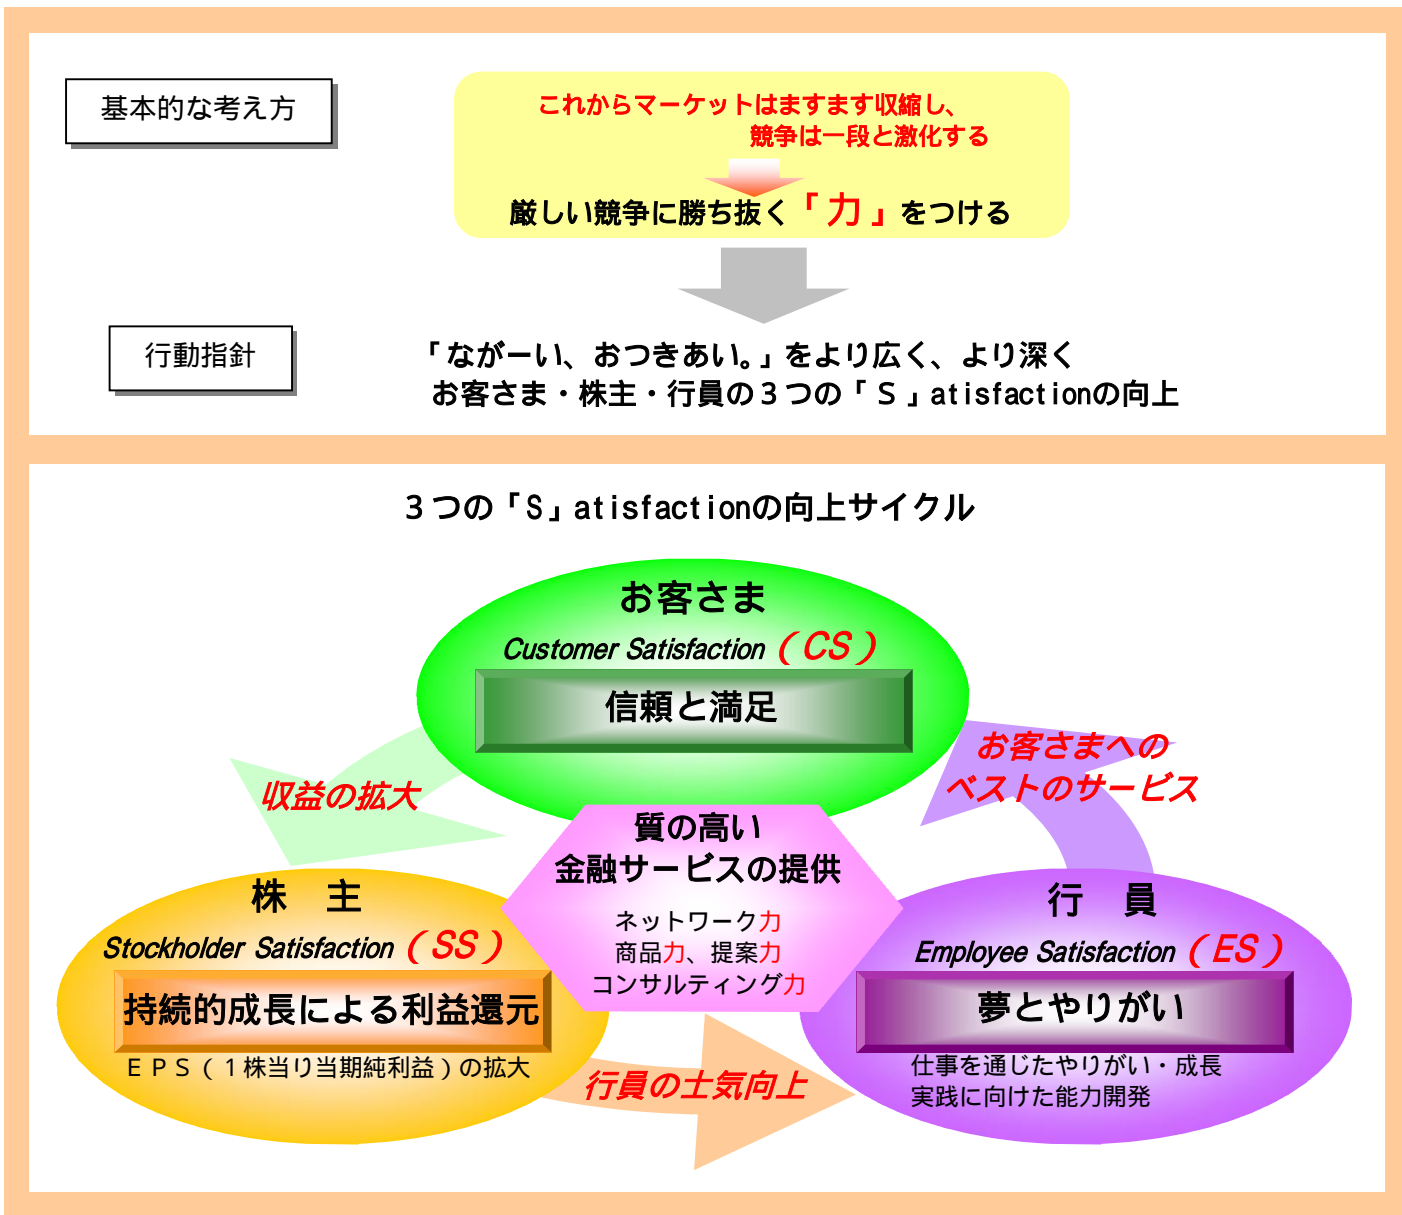 基本的な考え方
これからマーケットはますます収縮し、
競争は一段と激化する
厳しい競争に勝ち抜く「力」をつける
行動指針
「ながーい、おつきあい。」をより広く、より深く
お客さま・株主・行員の３つの「Ｓ」atisfactionの向上
３つの「S」atisfactionの向上サイクル
お客さま
Customer Satisfaction（CS）
信頼と満足
収益の拡大
お客さまへの
ベストのサービス
質の高い
金融サービスの提供
ネットワーク力
商品力、提案力
コンサルティング力
株　主
Stockholder Satisfaction（SS）
持続的成長による利益還元
ＥＰＳ（１株当り当期純利益）の拡大
行員の士気向上
行　員
Employee Satisfaction（ES）
夢とやりがい
仕事を通じたやりがい・成長
実践に向けた能力開発